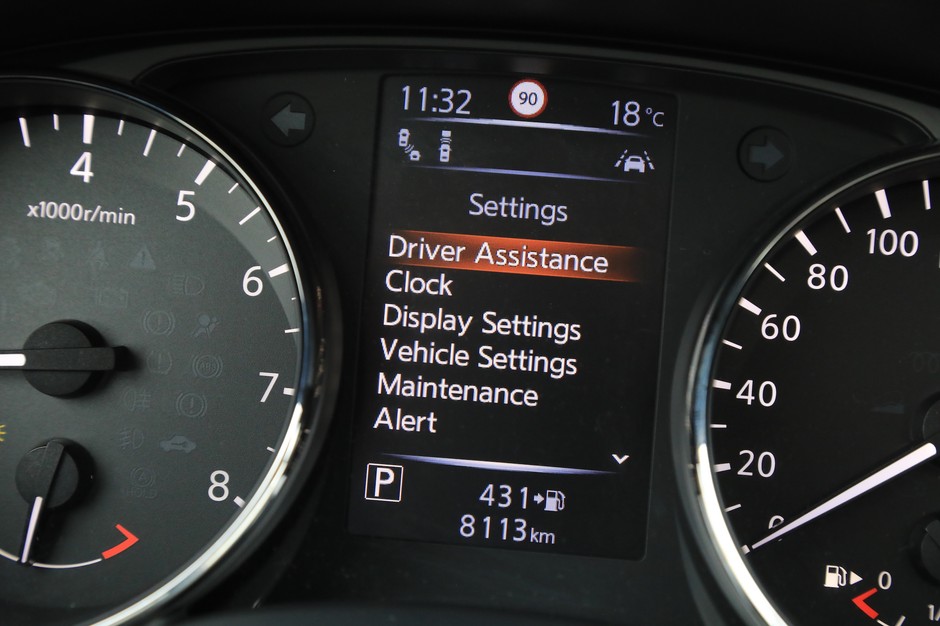 11:32
90
18°C
Settings
Driver Assistance
Clock
Display Settings
Vehicle Settings
Maintenance
Alert
P
431
8113km
4
x1000r/min
5
6
7
8
100
80
60
40
20
0
0